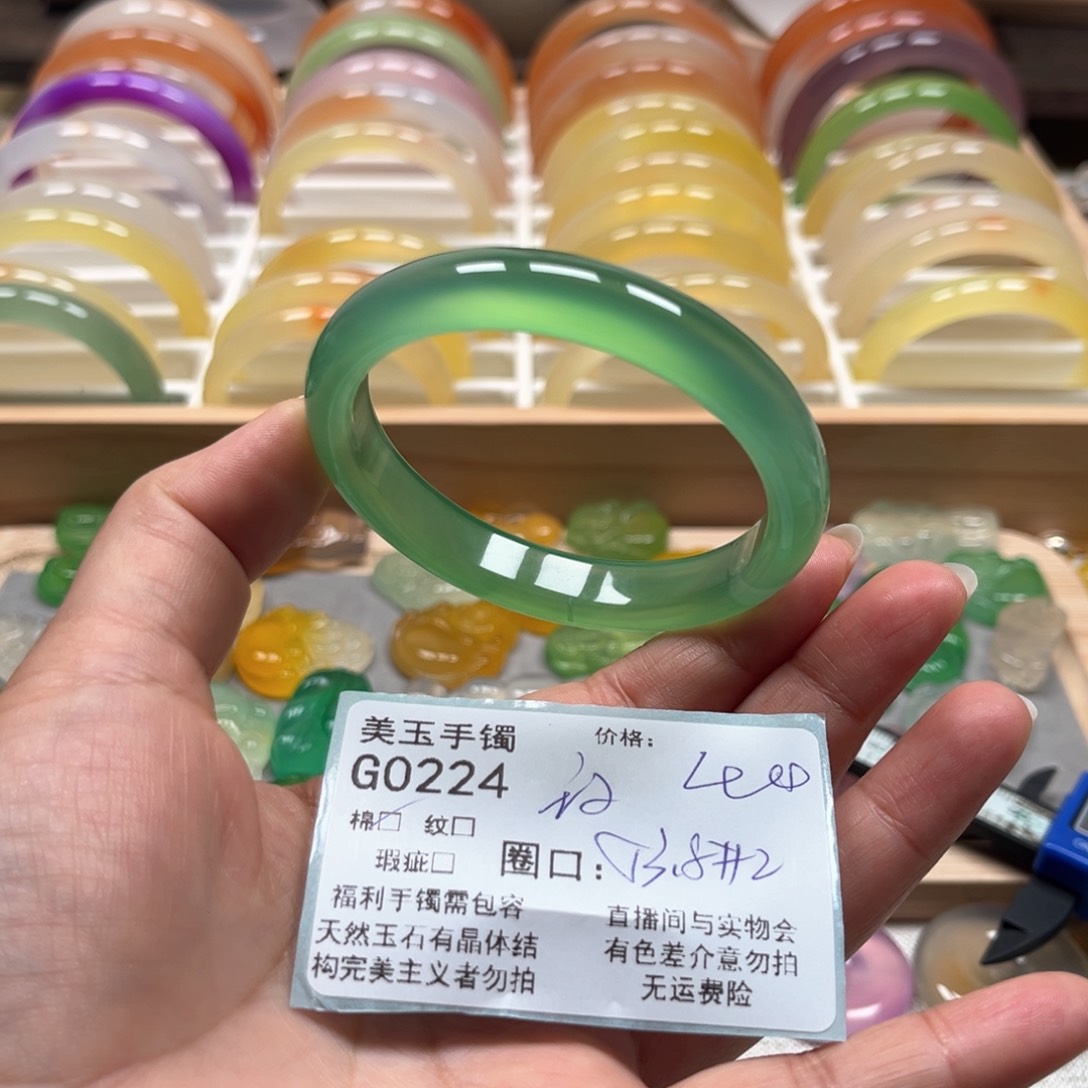 美玉手镯 价格:
G0224
棉□ 纹□
瑕疵□ 圈口:
福利手镯需包容
天然玉石有晶体结
构完美主义者勿拍
直播间与实物会
有色差介意勿拍
无运费险